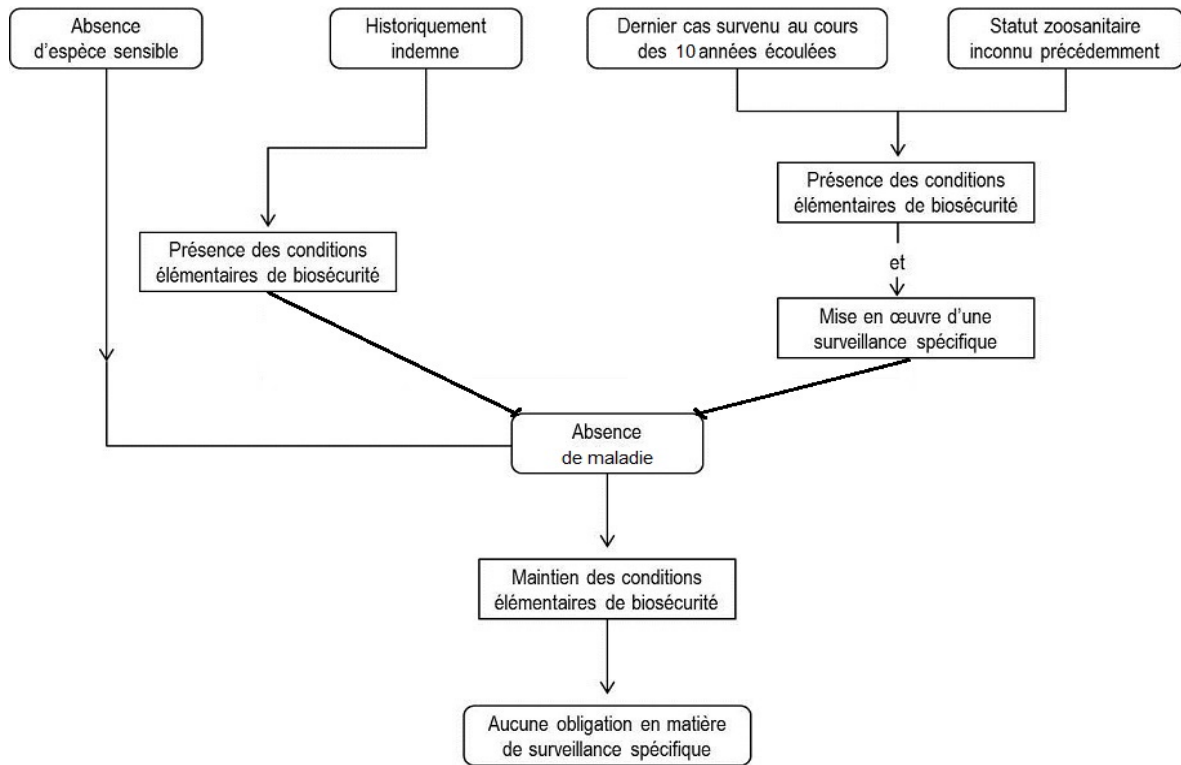 Absence
d'espèce sensible
Historiquement
indemne
Dernier cas survenu au cours
des 10 années écoulées
Statut zoosanitaire
inconnu précédemment
Présence des conditions
élémentaires de biosécurité
et
Mise en œuvre d'une
surveillance spécifique
Présence des conditions
élémentaires de biosécurité
Absence
de maladie
Maintien des conditions
élémentaires de biosécurité
Aucune obligation en matière
de surveillance spécifique